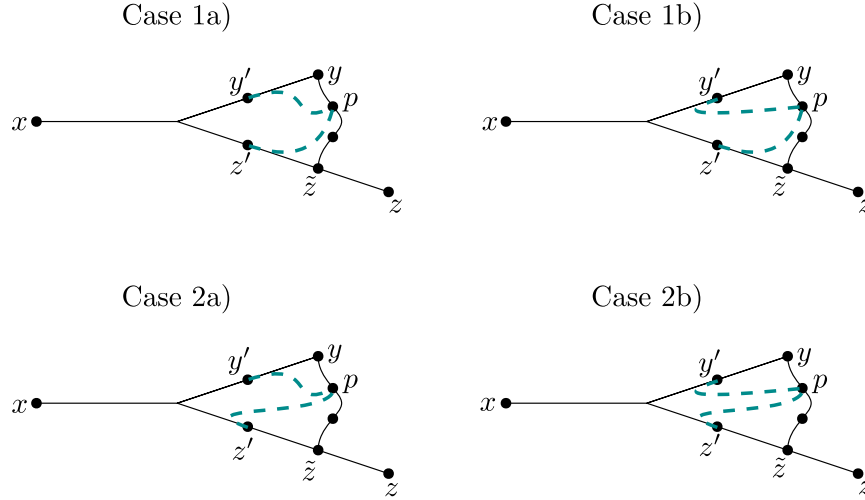 Case 1a)
Case 1b)
y′ y
p
x
z′
z̃
z
y′ y
p
x
z′
z̃
z
Case 2a)
Case 2b)
y′ y
p
x
z′
z̃
z
y′ y
p
x
z′
z̃
z